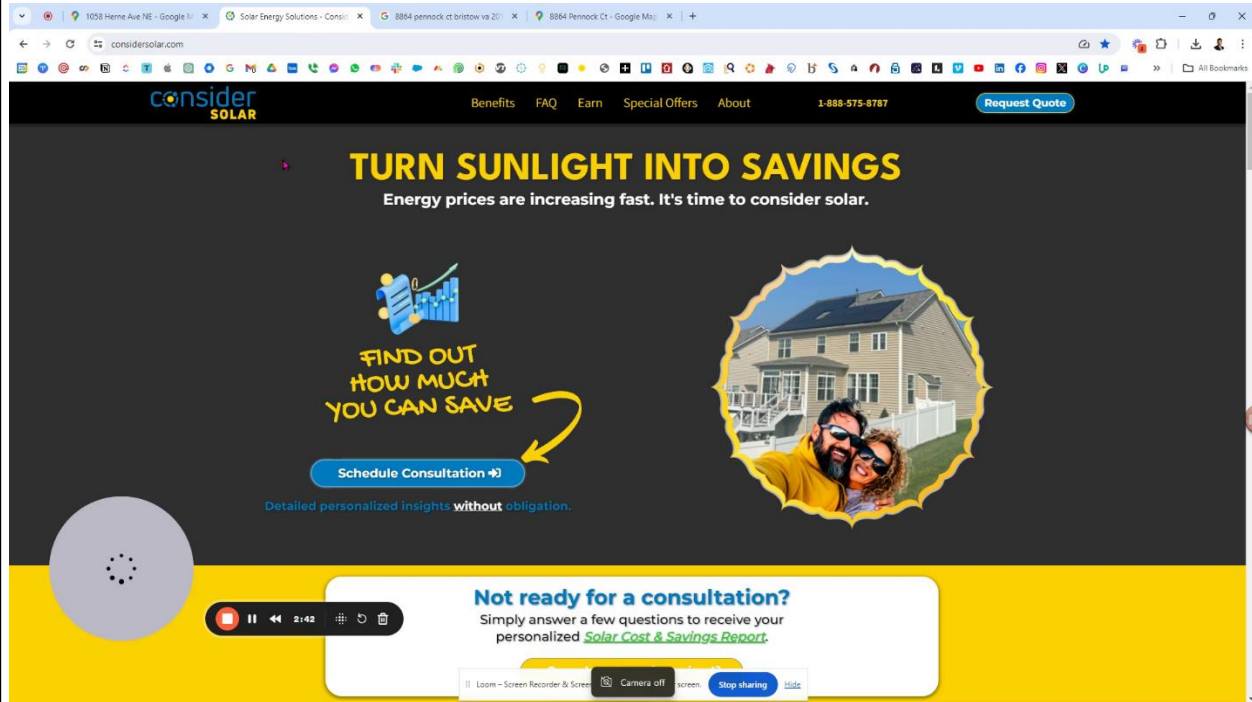 1058 Herne Ave NE - Google M
Solar Energy Solutions - Consid
8864 pennock ct bristow va 201
8864 Pennock Ct - Google Map
considersolar.com
All Bookmarks
consider
SOLAR
Benefits
FAQ
Earn
Special Offers
About
1-888-575-8787
Request Quote
TURN SUNLIGHT INTO SAVINGS
Energy prices are increasing fast. It's time to consider solar.
FIND OUT
HOW MUCH
YOU CAN SAVE
Schedule Consultation
Detailed personalized insights without obligation.
Not ready for a consultation?
Simply answer a few questions to receive your
personalized Solar Cost & Savings Report.
2:42
Loom – Screen Recorder & Scree
Camera off
screen.
Stop sharing
Hide